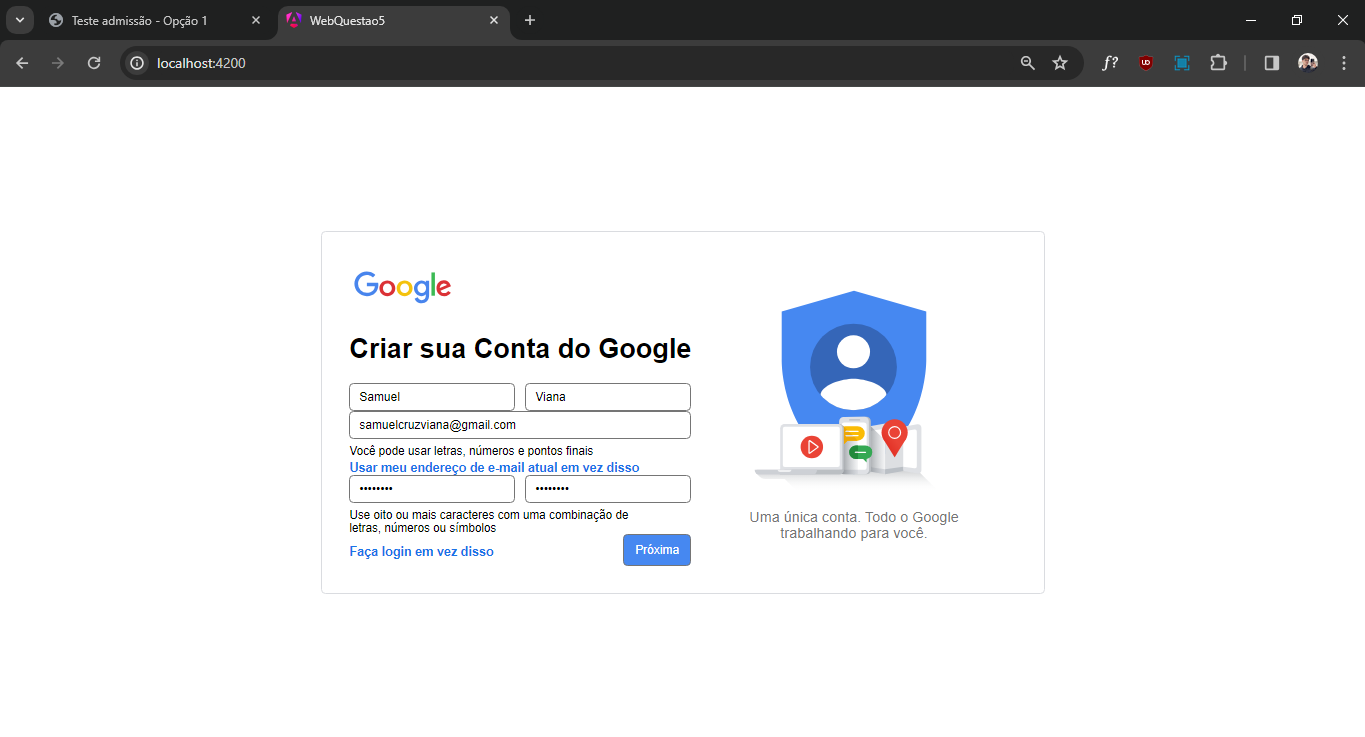 Teste admissão - Opção 1
WebQuestao5
localhost:4200
f?
UD
Google
Criar sua Conta do Google
Samuel
Viana
samuelcruzviana@gmail.com
Você pode usar letras, números e pontos finais
Usar meu endereço de e-mail atual em vez disso
••••••••
••••••••
Use oito ou mais caracteres com uma combinação de
letras, números ou símbolos
Faça login em vez disso
Próxima
Uma única conta. Todo o Google
trabalhando para você.